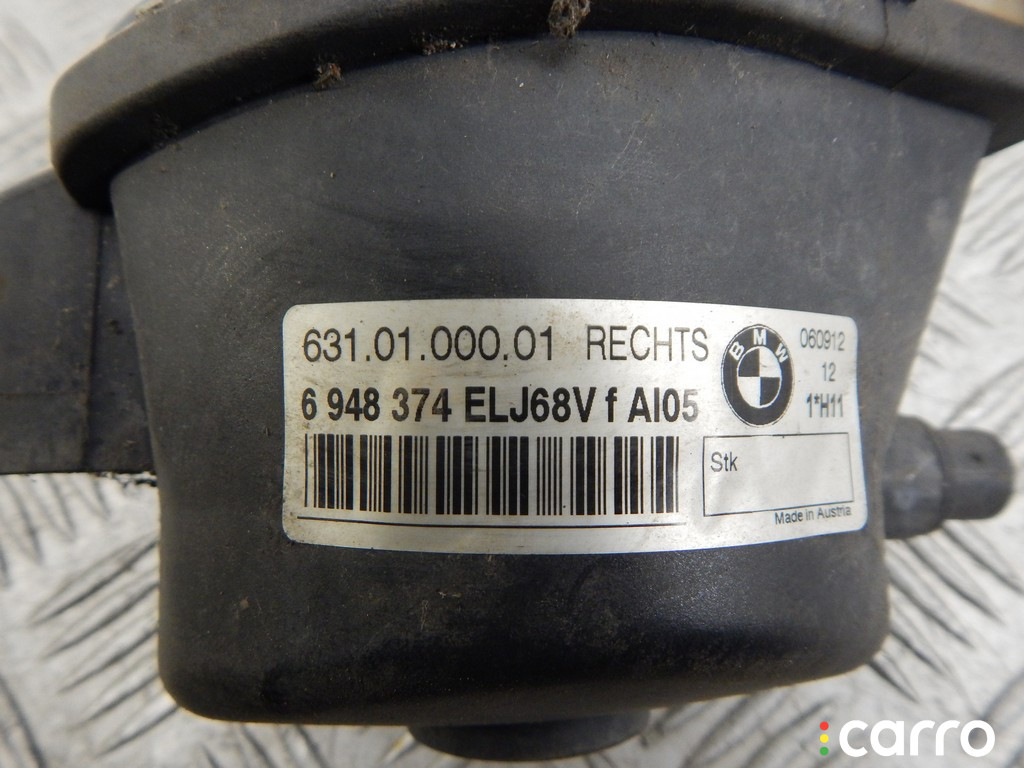 631.01.000.01 RECHTS
BMW
060912
12
6 948 374 ELJ68V f AI05
1*H11
Stk
Made in Austria
carro